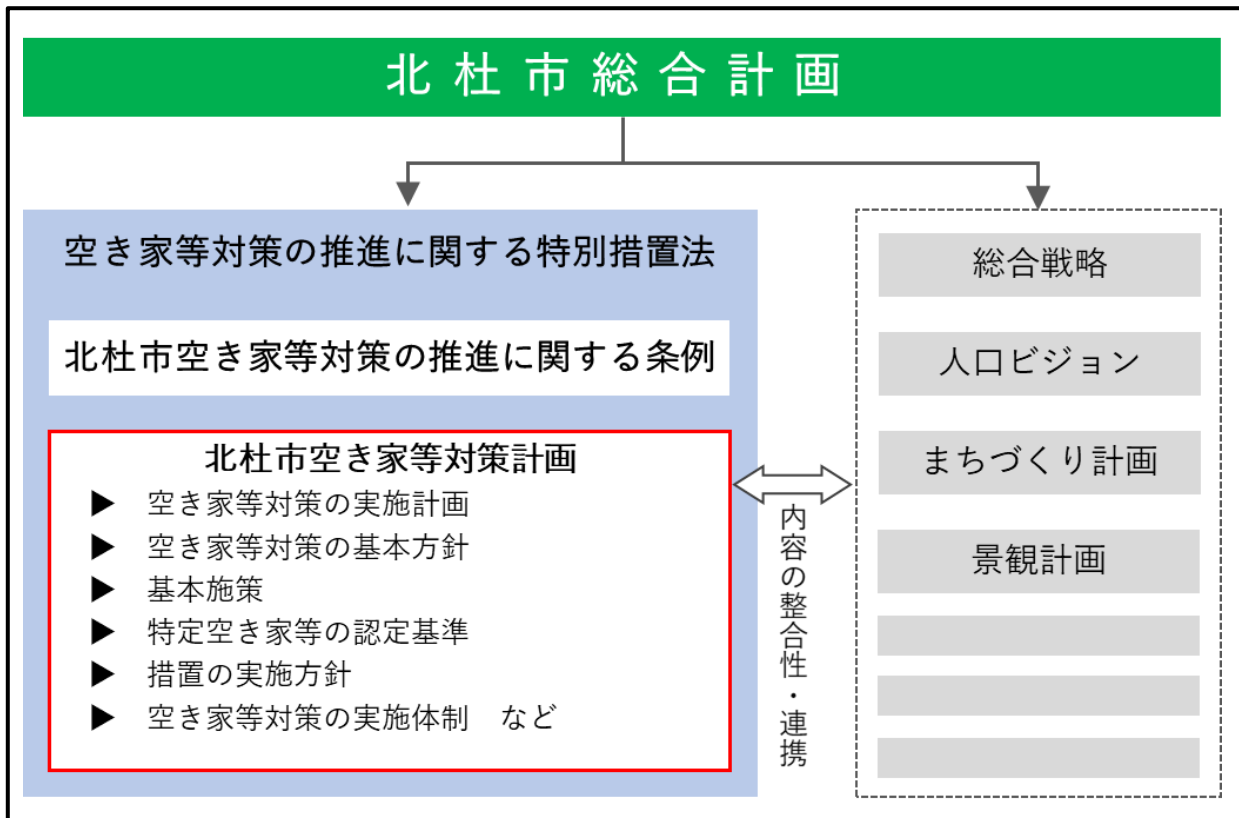 北杜市総合計画
空き家等対策の推進に関する特別措置法
北杜市空き家等対策の推進に関する条例
北杜市空き家等対策計画
▶ 空き家等対策の実施計画
▶ 空き家等対策の基本方針
▶ 基本施策
▶ 特定空き家等の認定基準
▶ 措置の実施方針
▶ 空き家等対策の実施体制　など
内容の整合性・連携
総合戦略
人口ビジョン
まちづくり計画
景観計画